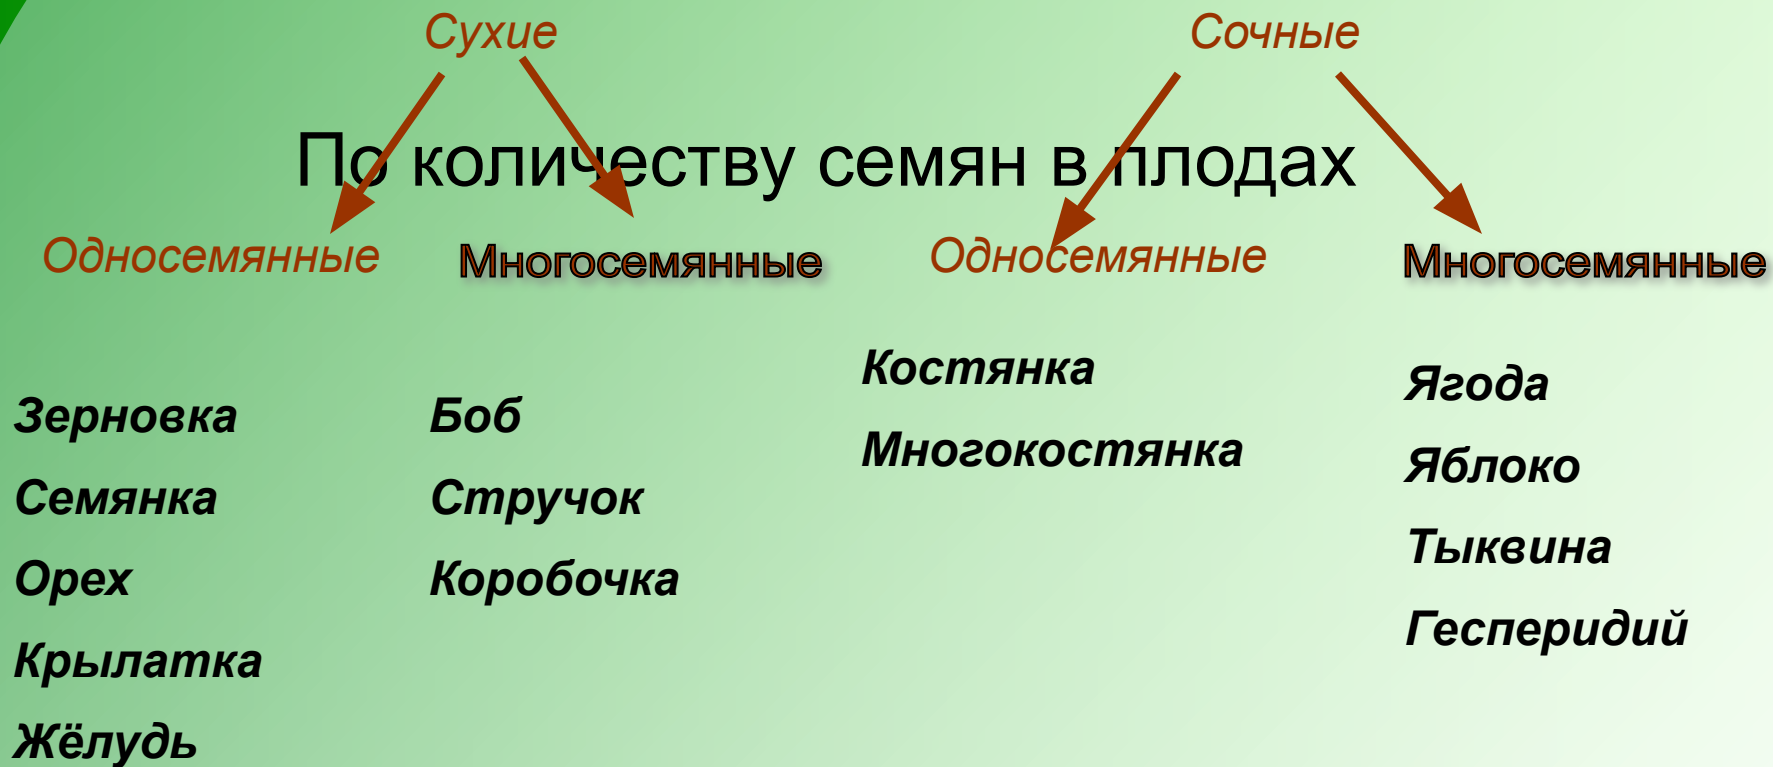 Сухие
Сочные
По количеству семян в плодах
Односемянные
Многосемянные
Односемянные
Многосемянные
Зерновка
Семянка
Орех
Крылатка
Жёлудь
Боб
Стручок
Коробочка
Костянка
Многокостянка
Ягода
Яблоко
Тыквина
Гесперидий